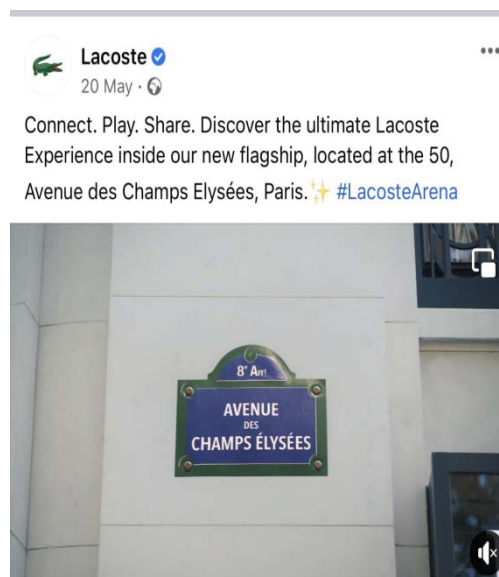 Lacoste
20 May ·
Connect. Play. Share. Discover the ultimate Lacoste
Experience inside our new flagship, located at the 50,
Avenue des Champs Elysées, Paris.✨ #LacosteArena
8ᵉ Arrᵗ
AVENUE
DES
CHAMPS ÉLYSÉES